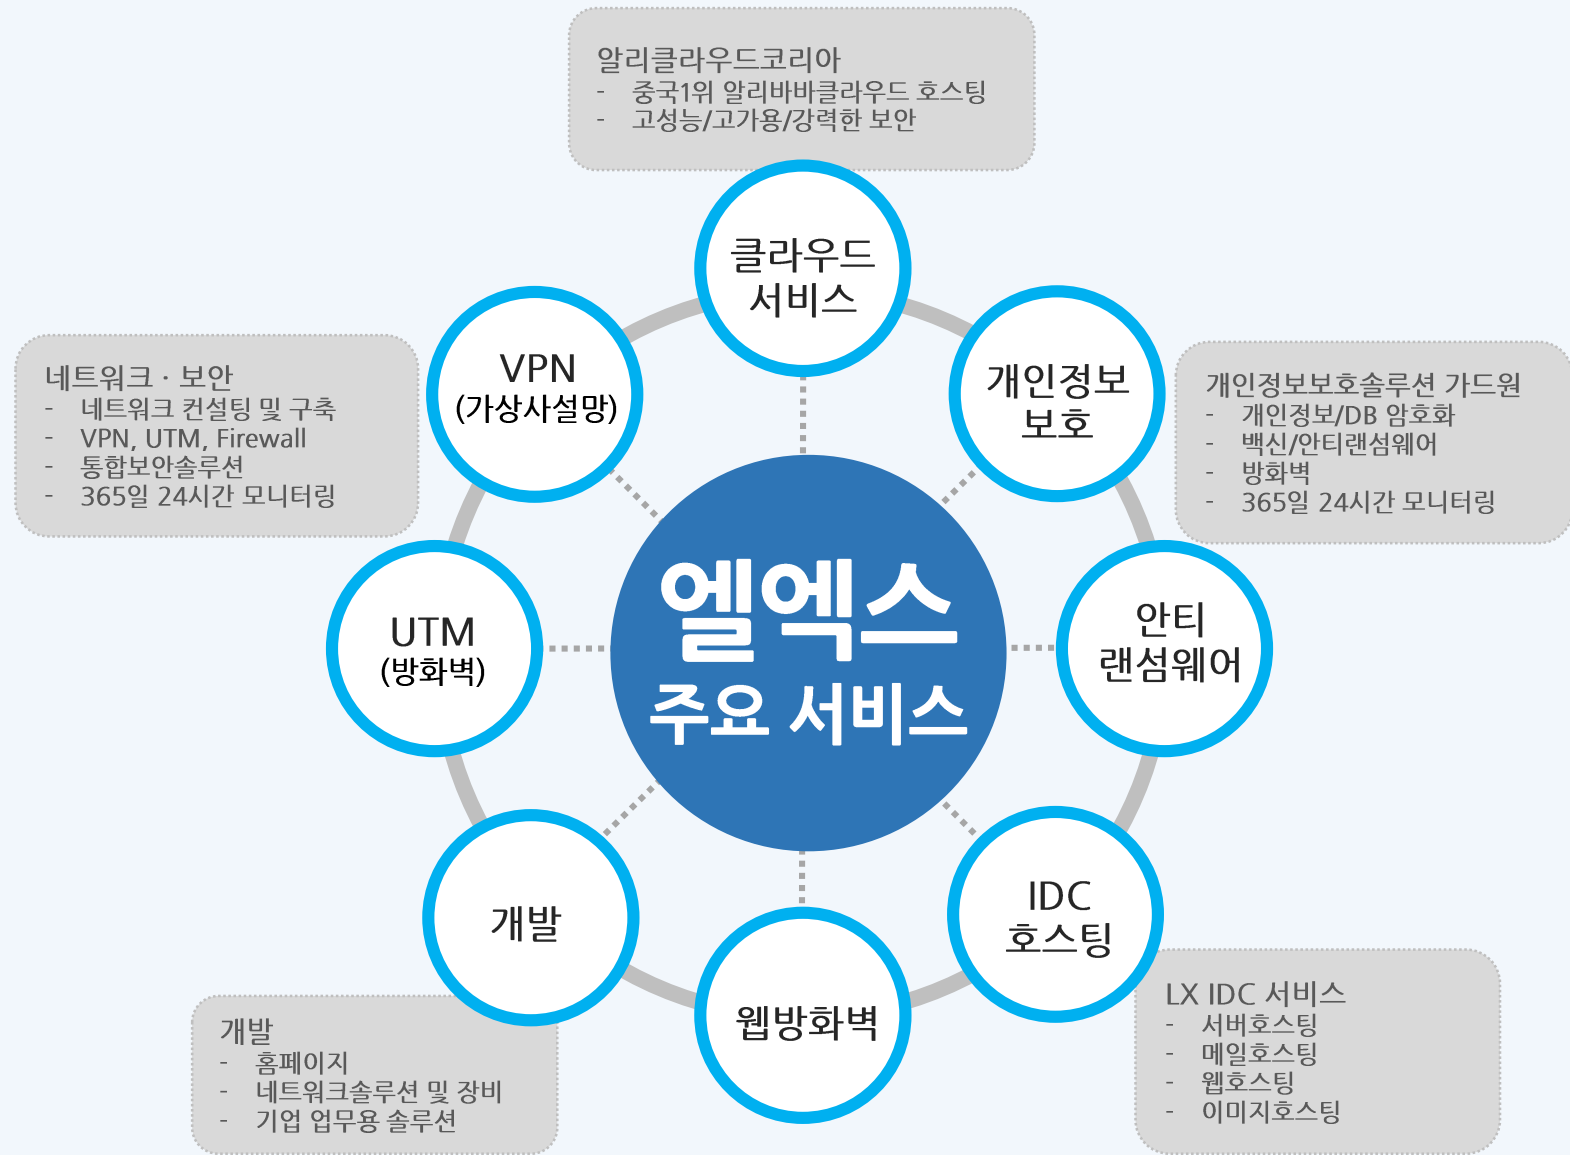 알리클라우드코리아
- 중국1위 알리바바클라우드 호스팅
- 고성능/고가용/강력한 보안
클라우드
서비스
VPN
(가상사설망)
개인정보
보호
네트워크 · 보안
- 네트워크 컨설팅 및 구축
- VPN, UTM, Firewall
- 통합보안솔루션
- 365일 24시간 모니터링
개인정보보호솔루션 가드원
- 개인정보/DB 암호화
- 백신/안티랜섬웨어
- 방화벽
- 365일 24시간 모니터링
엘엑스
주요 서비스
UTM
(방화벽)
안티
랜섬웨어
개발
IDC
호스팅
웹방화벽
개발
- 홈페이지
- 네트워크솔루션 및 장비
- 기업 업무용 솔루션
LX IDC 서비스
- 서버호스팅
- 메일호스팅
- 웹호스팅
- 이미지호스팅